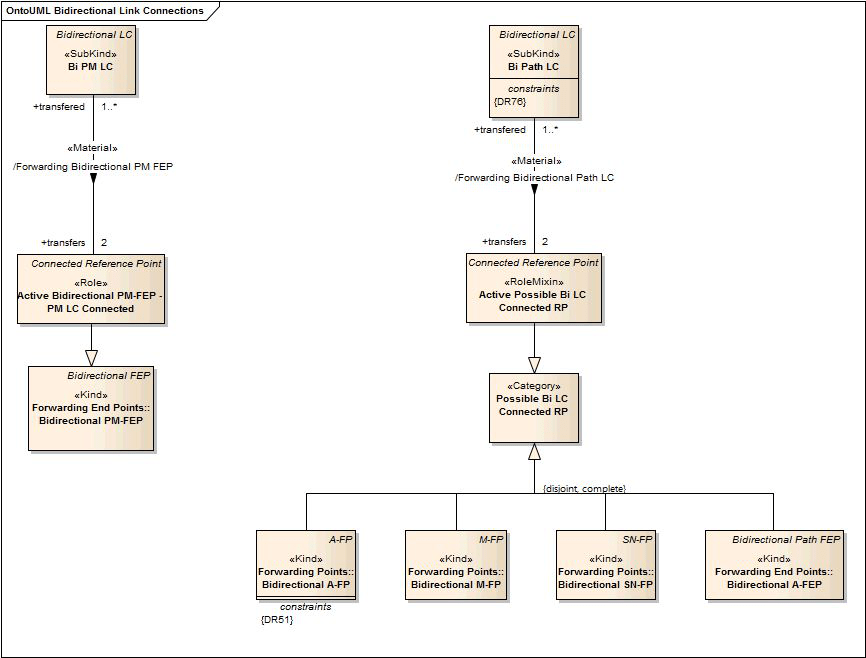 OntoUML Bidirectional Link Connections
Bidirectional LC
«SubKind»
Bi PM LC
+transfered 1..*
«Material»
/Forwarding Bidirectional PM FEP
+transfers 2
Connected Reference Point
«Role»
Active Bidirectional PM-FEP -
PM LC Connected
Bidirectional FEP
«Kind»
Forwarding End Points::
Bidirectional PM-FEP
Bidirectional LC
«SubKind»
Bi Path LC
constraints
{DR76}
+transfered 1..*
«Material»
/Forwarding Bidirectional Path LC
+transfers 2
Connected Reference Point
«RoleMixin»
Active Possible Bi LC
Connected RP
«Category»
Possible Bi LC
Connected RP
{disjoint, complete}
A-FP
«Kind»
Forwarding Points::
Bidirectional A-FP
constraints
{DR51}
M-FP
«Kind»
Forwarding Points::
Bidirectional M-FP
SN-FP
«Kind»
Forwarding Points::
Bidirectional SN-FP
Bidirectional Path FEP
«Kind»
Forwarding End Points::
Bidirectional A-FEP